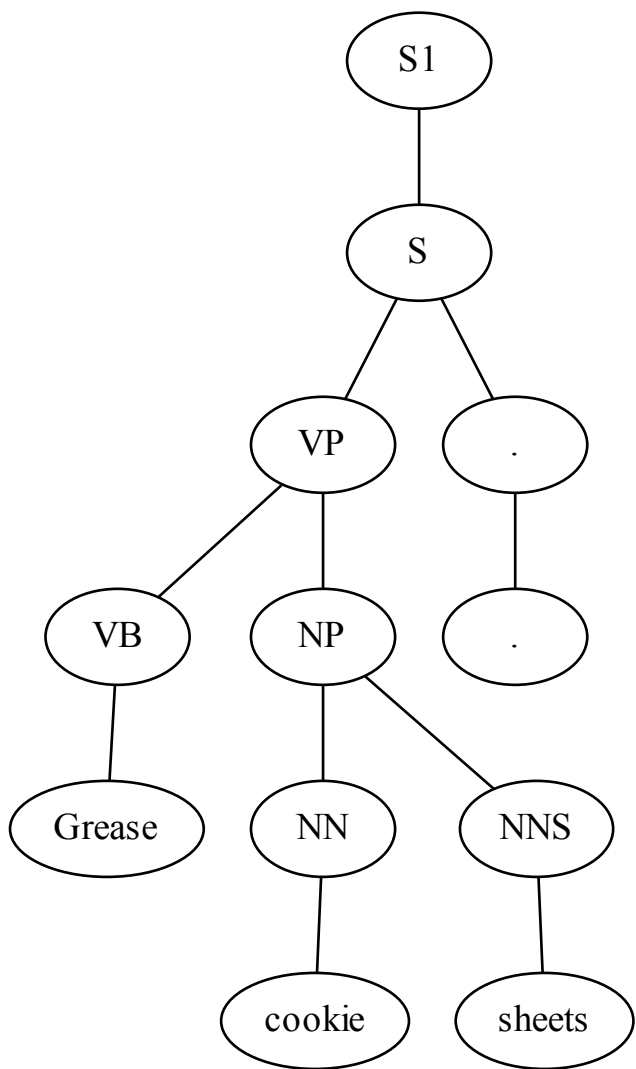 S1
S
VP .
VB NP .
Grease NN NNS
cookie sheets